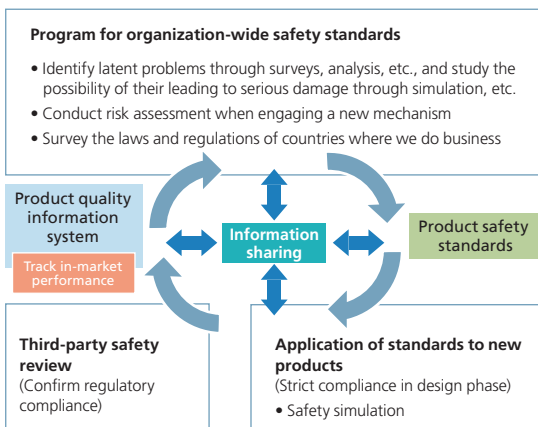 Program for organization-wide safety standards
• Identify latent problems through surveys, analysis, etc., and study the
possibility of their leading to serious damage through simulation, etc.
• Conduct risk assessment when engaging a new mechanism
• Survey the laws and regulations of countries where we do business
Product quality
information
system
Track in-market
performance
Information
sharing
Product safety
standards
Third-party safety
review
(Confirm regulatory
compliance)
Application of standards to new
products
(Strict compliance in design phase)
• Safety simulation